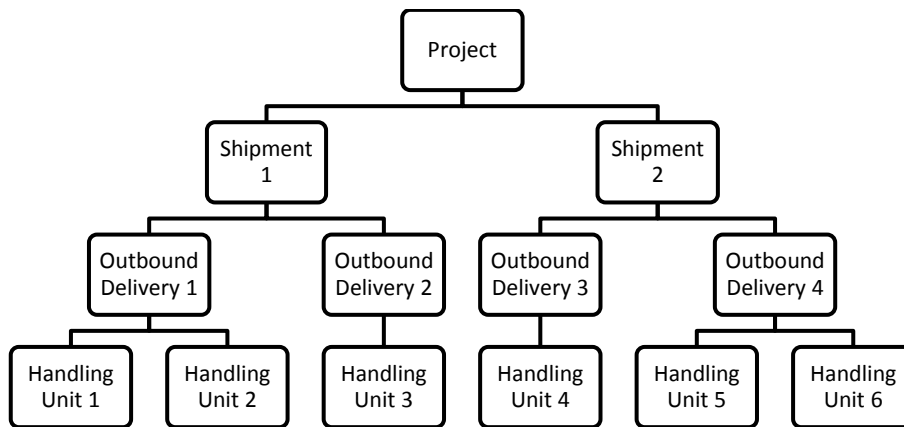 Project
Shipment
1
Shipment
2
Outbound
Delivery 1
Outbound
Delivery 2
Outbound
Delivery 3
Outbound
Delivery 4
Handling
Unit 1
Handling
Unit 2
Handling
Unit 3
Handling
Unit 4
Handling
Unit 5
Handling
Unit 6